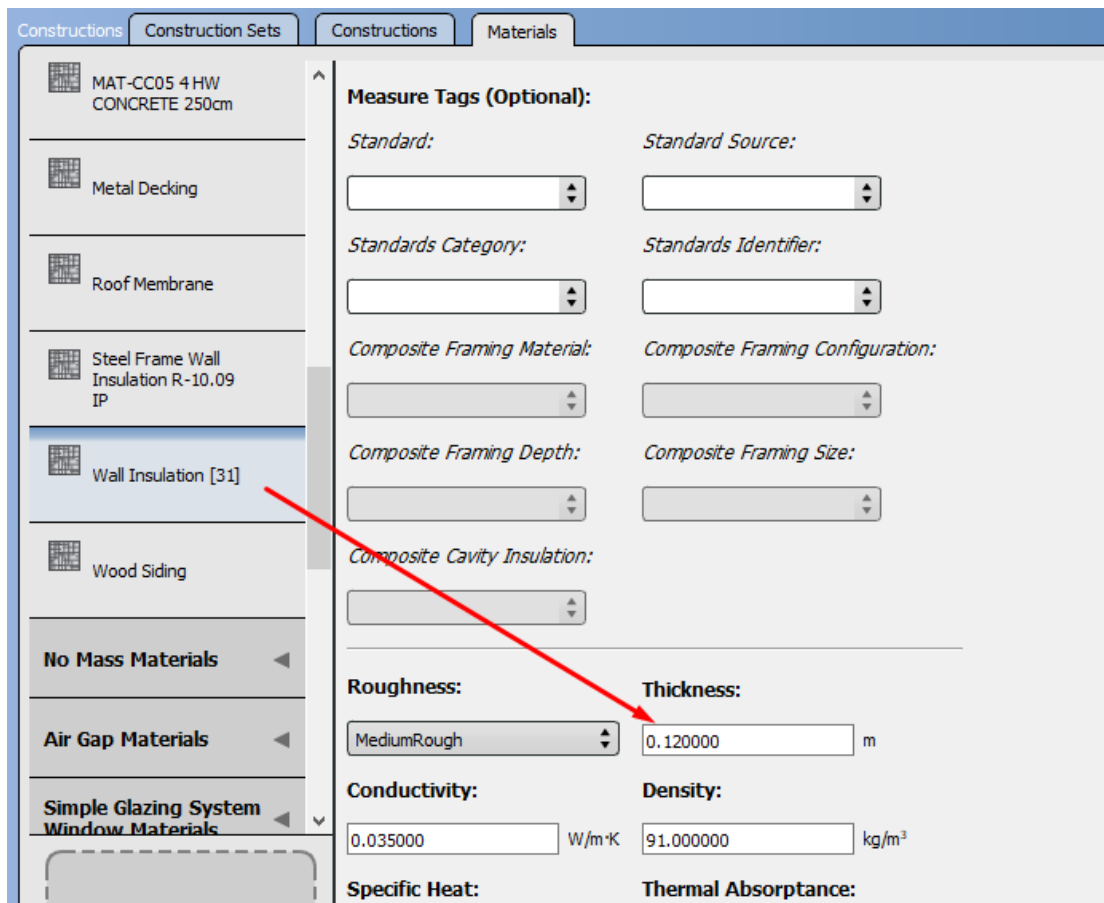 Constructions
Construction Sets
Constructions
Materials
MAT-CC05 4 HW
CONCRETE 250cm
Metal Decking
Roof Membrane
Steel Frame Wall
Insulation R-10.09
IP
Wall Insulation [31]
Wood Siding
No Mass Materials
Air Gap Materials
Simple Glazing System
Window Materials
Measure Tags (Optional):
Standard:
Standard Source:
Standards Category:
Standards Identifier:
Composite Framing Material:
Composite Framing Configuration:
Composite Framing Depth:
Composite Framing Size:
Composite Cavity Insulation:
Roughness:
Thickness:
MediumRough
0.120000 m
Conductivity:
Density:
0.035000 W/m·K
91.000000 kg/m³
Specific Heat:
Thermal Absorptance: